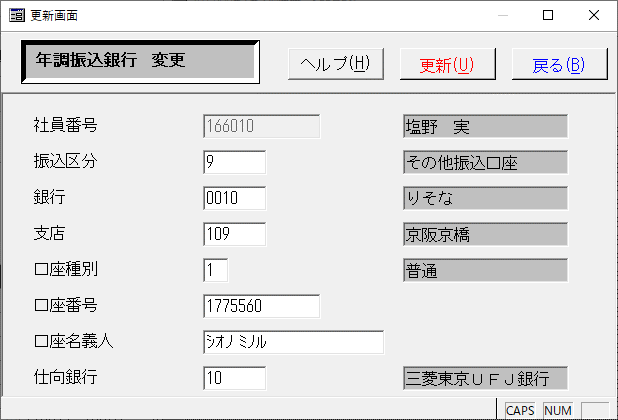 更新画面
年調振込銀行　変更 ヘルプ(H) 更新(U) 戻る(B)
社員番号 166010 塩野　実
振込区分 9 その他振込口座
銀行 0010 りそな
支店 109 京阪京橋
口座種別 1 普通
口座番号 1775560
口座名義人 ｼｵﾉ ﾐﾉﾙ
仕向銀行 10 三菱東京ＵＦＪ銀行
CAPS NUM